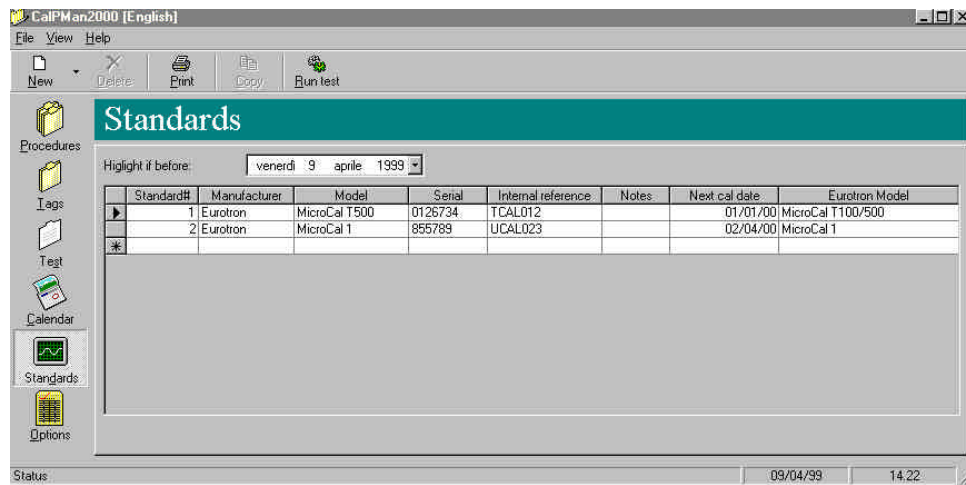 CalPMan2000 [English]
File View Help
New Delete Print Copy Run test
Procedures
Tags
Test
Calendar
Standards
Options
Standards
Higlight if before: venerdì 9 aprile 1999
Standard# Manufacturer Model Serial Internal reference Notes Next cal date Eurotron Model
1 Eurotron MicroCal T500 0126734 TCAL012 01/01/00 MicroCal T100/500
2 Eurotron MicroCal 1 855789 UCAL023 02/04/00 MicroCal 1
Status 09/04/99 14.22